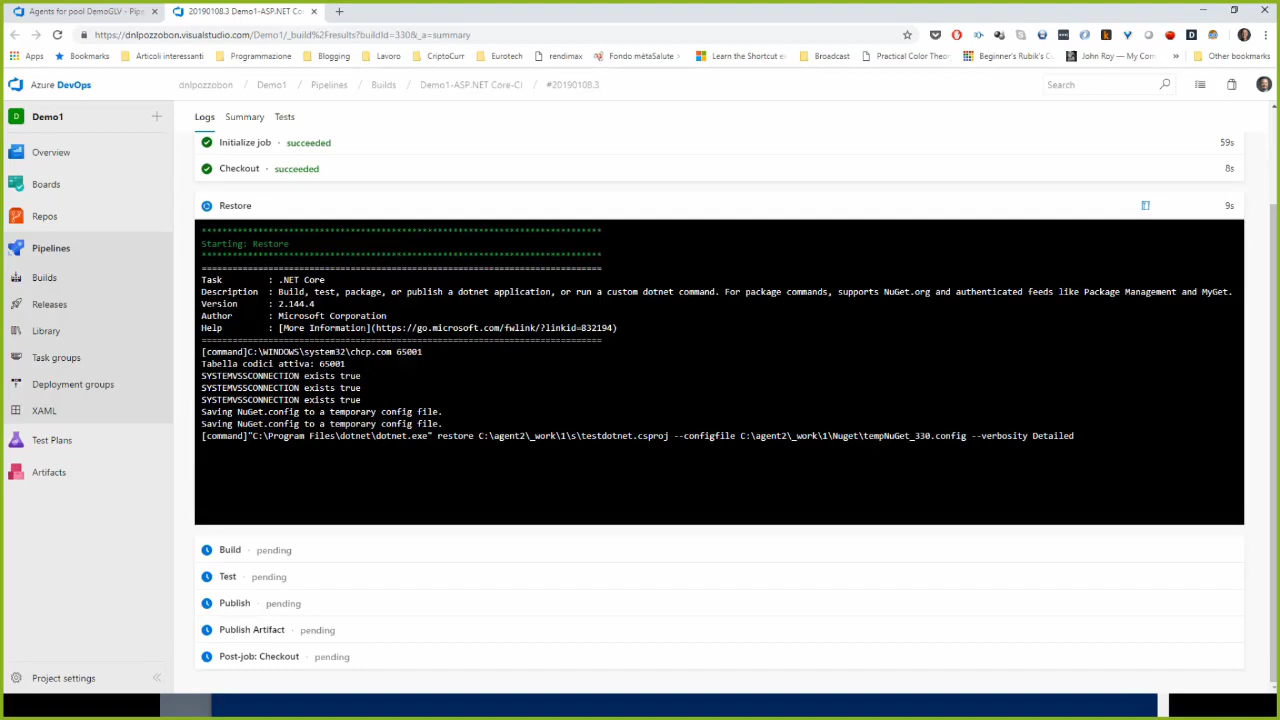 Agents for pool DemoGLV - Pipe
20190108.3 Demo1-ASP.NET Core
https://dnlpozzobon.visualstudio.com/Demo1/_build%2Fresults?buildId=330&_a=summary
Apps
Bookmarks
Articoli interessanti
Programmazione
Blogging
Lavoro
CriptoCurr
Eurotech
rendimax
Fondo métaSalute
Learn the Shortcut e
Broadcast
Practical Color Theor
Beginner's Rubik's C
John Roy — My Com
»
Other bookmarks
Azure DevOps
dnlpozzobon / Demo1 / Pipelines / Builds / Demo1-ASP.NET Core-CI / #20190108.3
Search
D Demo1
Logs Summary Tests
Overview
Boards
Repos
Pipelines
Builds
Releases
Library
Task groups
Deployment groups
XAML
Test Plans
Artifacts
Project settings
Initialize job · succeeded 59s
Checkout · succeeded 8s
Restore 9s
******************************************************************************
Starting: Restore
******************************************************************************
==============================================================================
Task : .NET Core
Description : Build, test, package, or publish a dotnet application, or run a custom dotnet command. For package commands, supports NuGet.org and authenticated feeds like Package Management and MyGet.
Version : 2.144.4
Author : Microsoft Corporation
Help : [More Information](https://go.microsoft.com/fwlink/?linkid=832194)
==============================================================================
[command]C:\WINDOWS\system32\chcp.com 65001
Tabella codici attiva: 65001
SYSTEMVSSCONNECTION exists true
SYSTEMVSSCONNECTION exists true
SYSTEMVSSCONNECTION exists true
Saving NuGet.config to a temporary config file.
Saving NuGet.config to a temporary config file.
[command]"C:\Program Files\dotnet\dotnet.exe" restore C:\agent2\_work\1\s\testdotnet.csproj --configfile C:\agent2\_work\1\Nuget\tempNuGet_330.config --verbosity Detailed
Build · pending
Test · pending
Publish · pending
Publish Artifact · pending
Post-job: Checkout · pending